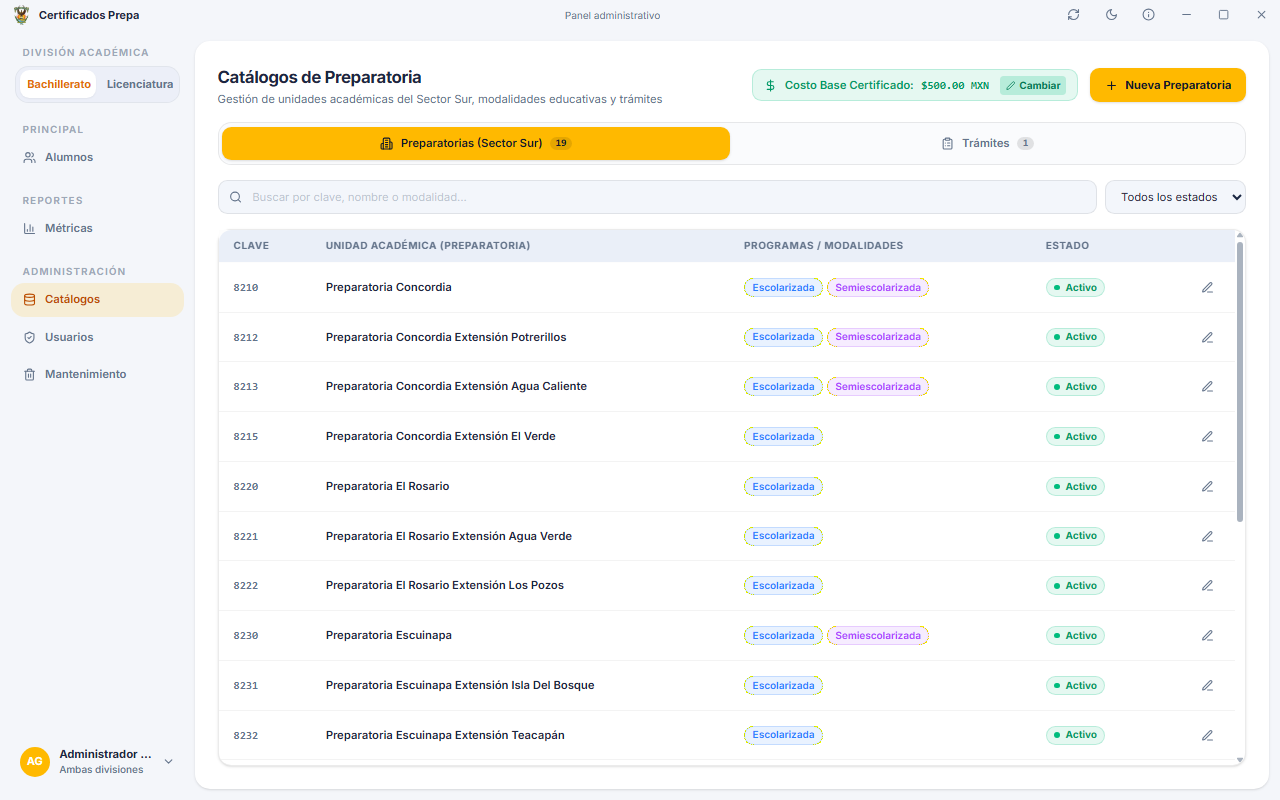 Certificados Prepa
Panel administrativo
DIVISIÓN ACADÉMICA
Bachillerato Licenciatura
PRINCIPAL
Alumnos
REPORTES
Métricas
ADMINISTRACIÓN
Catálogos
Usuarios
Mantenimiento
AG
Administrador ...
Ambas divisiones
Catálogos de Preparatoria
Gestión de unidades académicas del Sector Sur, modalidades educativas y trámites
Costo Base Certificado: $500.00 MXN Cambiar
Nueva Preparatoria
Preparatorias (Sector Sur) 19
Trámites 1
Buscar por clave, nombre o modalidad...
Todos los estados
CLAVE UNIDAD ACADÉMICA (PREPARATORIA) PROGRAMAS / MODALIDADES ESTADO
8210 Preparatoria Concordia Escolarizada Semiescolarizada Activo
8212 Preparatoria Concordia Extensión Potrerillos Escolarizada Semiescolarizada Activo
8213 Preparatoria Concordia Extensión Agua Caliente Escolarizada Semiescolarizada Activo
8215 Preparatoria Concordia Extensión El Verde Escolarizada Activo
8220 Preparatoria El Rosario Escolarizada Activo
8221 Preparatoria El Rosario Extensión Agua Verde Escolarizada Activo
8222 Preparatoria El Rosario Extensión Los Pozos Escolarizada Activo
8230 Preparatoria Escuinapa Escolarizada Semiescolarizada Activo
8231 Preparatoria Escuinapa Extensión Isla Del Bosque Escolarizada Activo
8232 Preparatoria Escuinapa Extensión Teacapán Escolarizada Activo